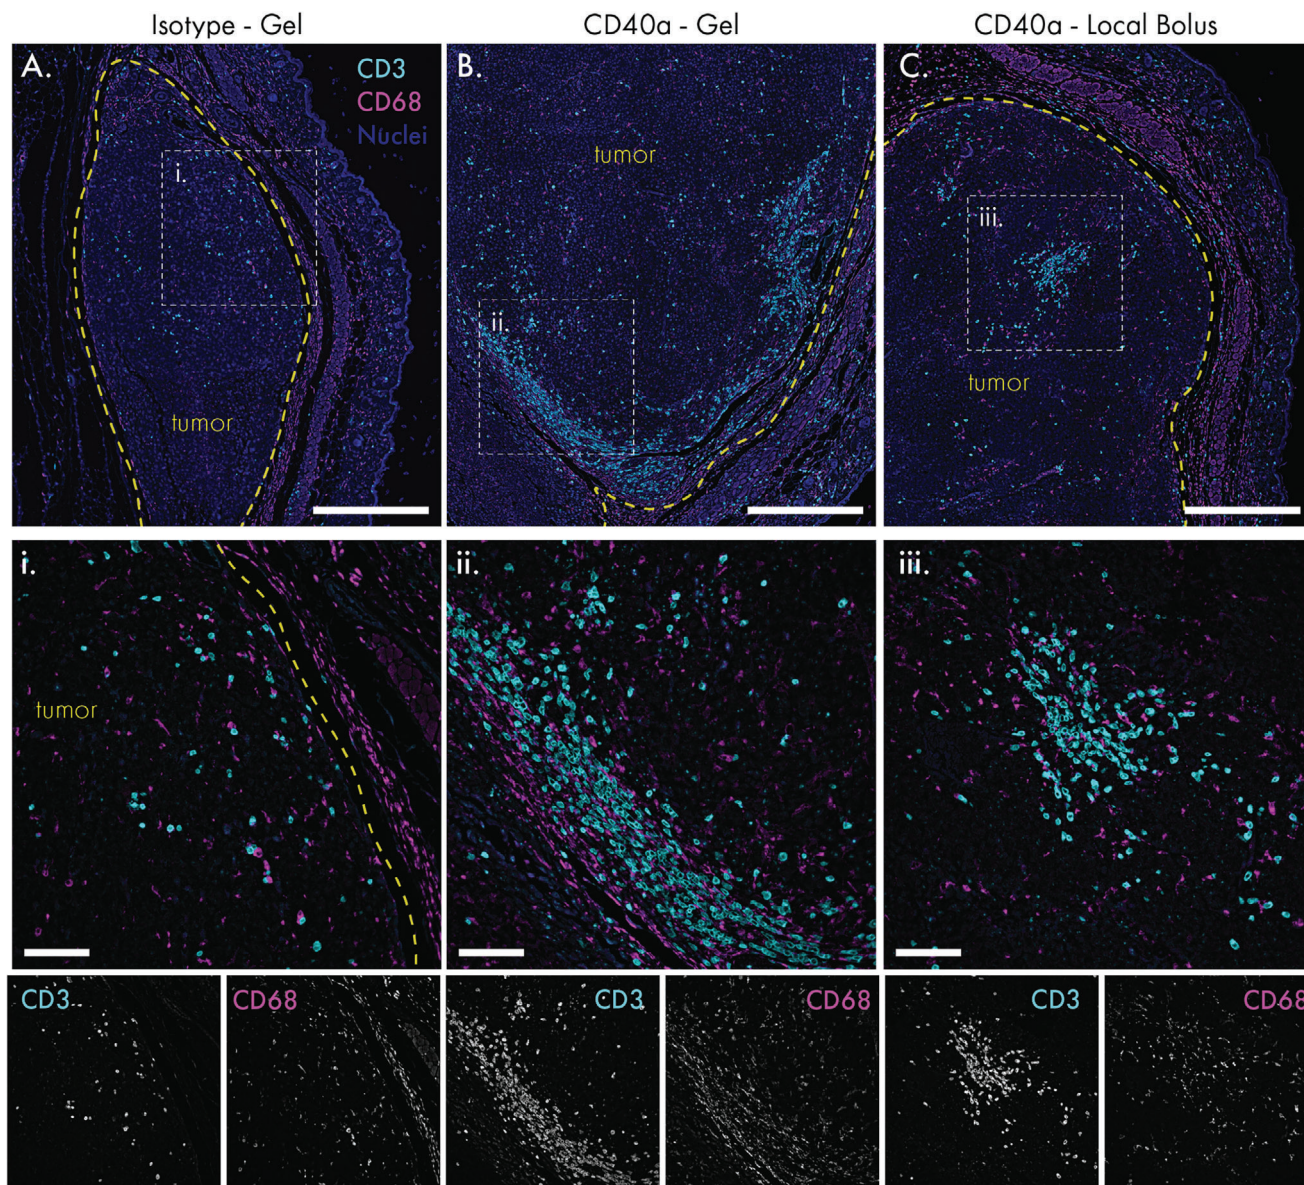 Isotype - Gel
CD40a - Gel
CD40a - Local Bolus
A.
CD3
CD68
Nuclei
i.
tumor
B.
tumor
ii.
C.
iii.
tumor
i.
tumor
ii.
iii.
CD3
CD68
CD3
CD68
CD3
CD68